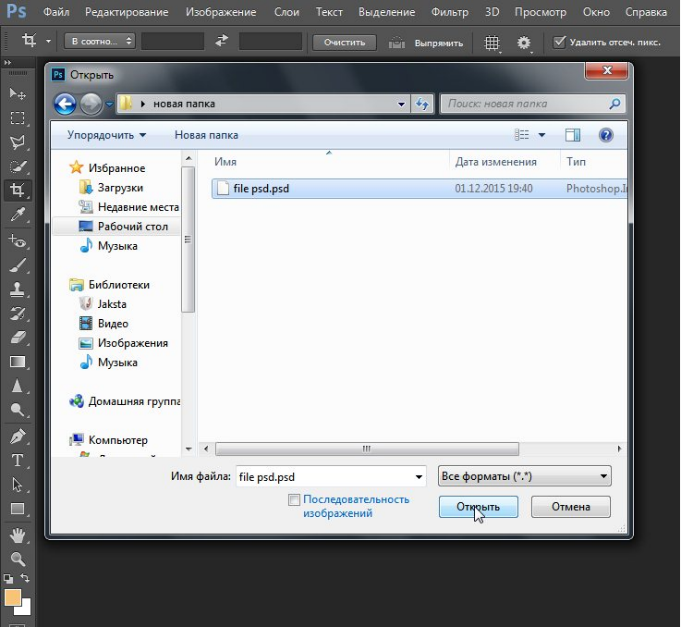 Ps Файл Редактирование Изображение Слои Текст Выделение Фильтр 3D Просмотр Окно Справка
В соотно... Очистить Выпрямить Удалить отсеч. пикс.
Ps Открыть
новая папка Поиск: новая папка
Упорядочить Новая папка
Избранное
Загрузки
Недавние места
Рабочий стол
Музыка
Библиотеки
Jaksta
Видео
Изображения
Музыка
Домашняя группа
Компьютер
Имя Дата изменения Тип
file psd.psd 01.12.2015 19:40 Photoshop.I
Имя файла: file psd.psd Все форматы (*.*)
Последовательность
изображений
Открыть Отмена